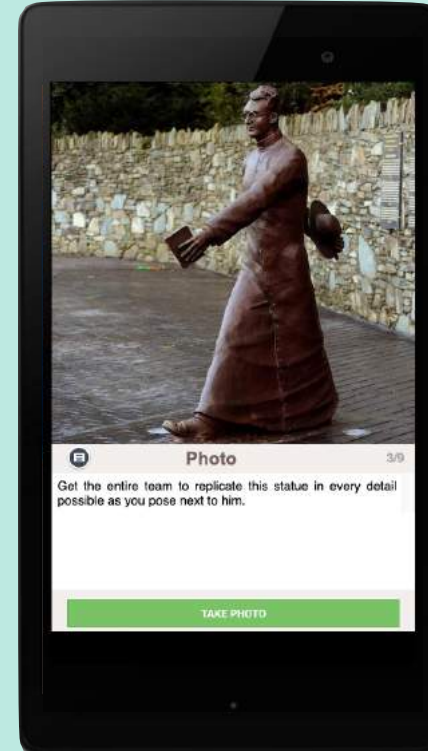 Photo
3/9
Get the entire team to replicate this statue in every detail
possible as you pose next to him.
TAKE PHOTO